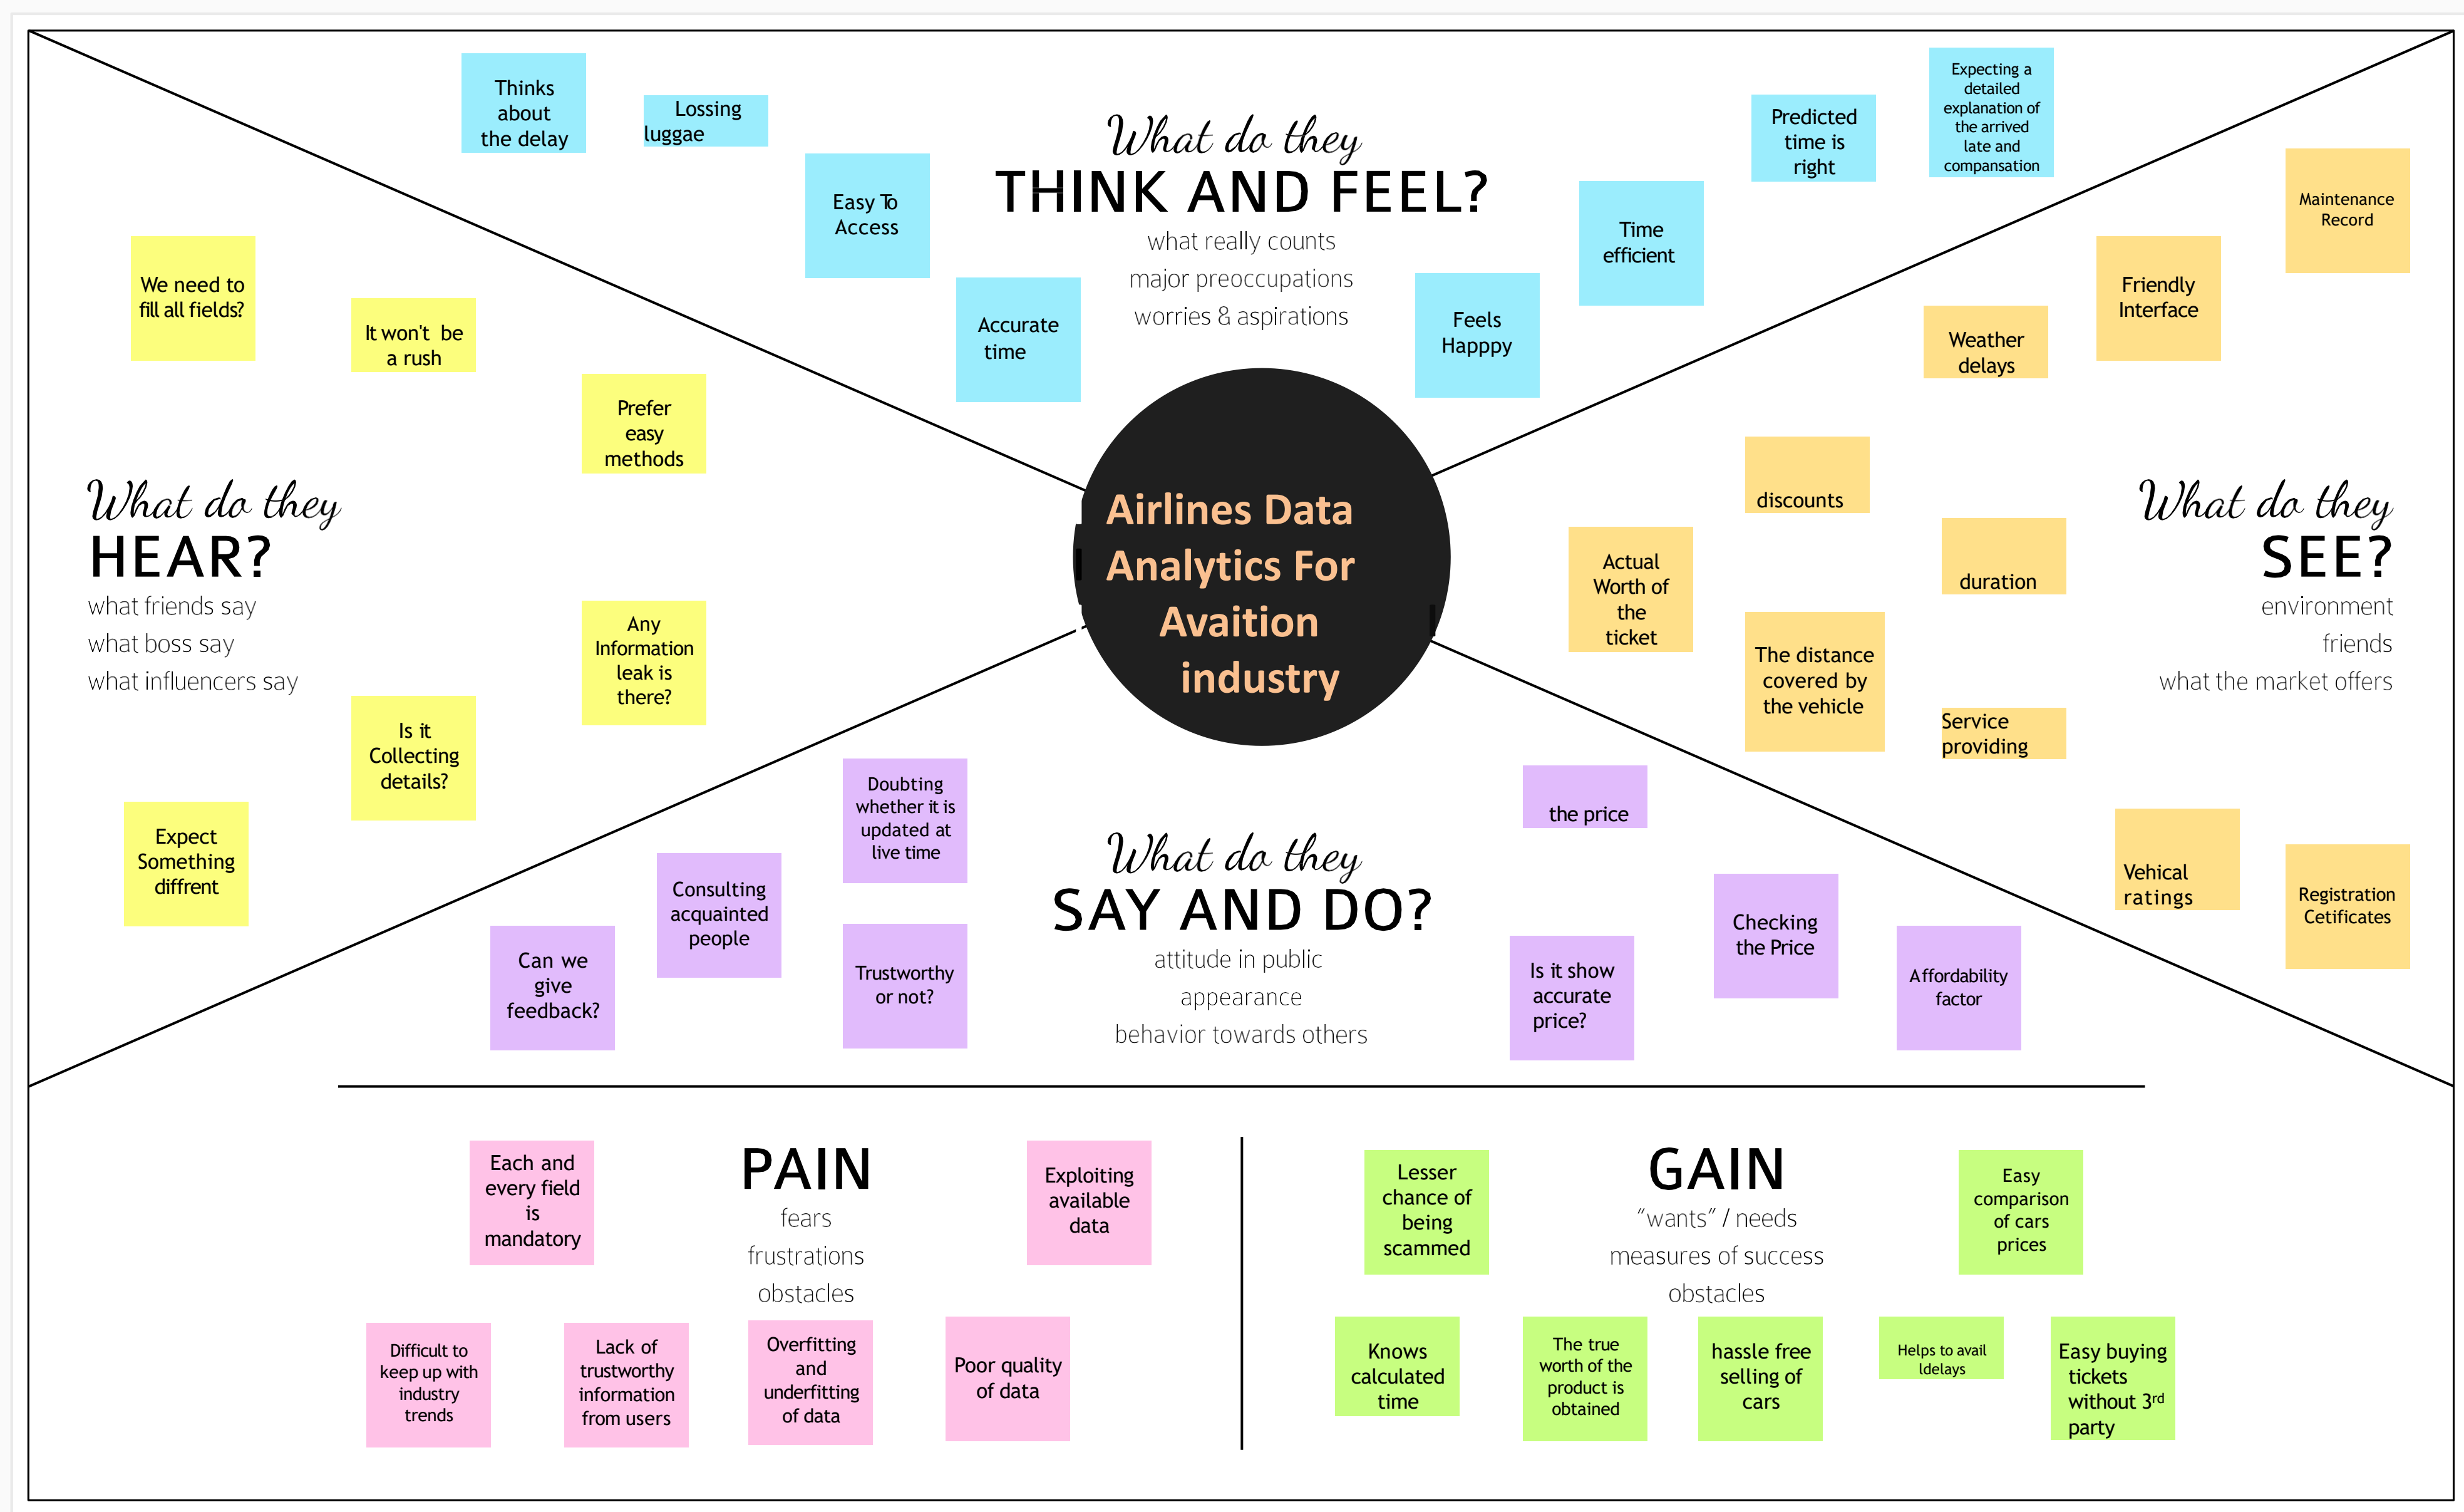 Thinks
about
the delay
Lossing
luggae
Easy To
Access
Accurate
time
What do they
THINK AND FEEL?
what really counts
major preoccupations
worries & aspirations
Feels
Happpy
Time
efficient
Predicted
time is
right
Expecting a
detailed
explanation of
the arrived
late and
compansation
We need to
fill all fields?
It won't be
a rush
Prefer
easy
methods
What do they
HEAR?
what friends say
what boss say
what influencers say
Any
Information
leak is
there?
Is it
Collecting
details?
Expect
Something
diffrent
Airlines Data
Analytics For
Avaition
industry
Maintenance
Record
Friendly
Interface
Weather
delays
discounts
Actual
Worth of
the
ticket
duration
The distance
covered by
the vehicle
Service
providing
Vehical
ratings
Registration
Cetificates
What do they
SEE?
environment
friends
what the market offers
Doubting
whether it is
updated at
live time
Consulting
acquainted
people
Can we
give
feedback?
Trustworthy
or not?
What do they
SAY AND DO?
attitude in public
appearance
behavior towards others
the price
Checking
the Price
Is it show
accurate
price?
Affordability
factor
PAIN
fears
frustrations
obstacles
Each and
every field
is
mandatory
Exploiting
available
data
Difficult to
keep up with
industry
trends
Lack of
trustworthy
information
from users
Overfitting
and
underfitting
of data
Poor quality
of data
GAIN
“wants” / needs
measures of success
obstacles
Lesser
chance of
being
scammed
Easy
comparison
of cars
prices
Knows
calculated
time
The true
worth of the
product is
obtained
hassle free
selling of
cars
Helps to avail
ldelays
Easy buying
tickets
without 3rd
party